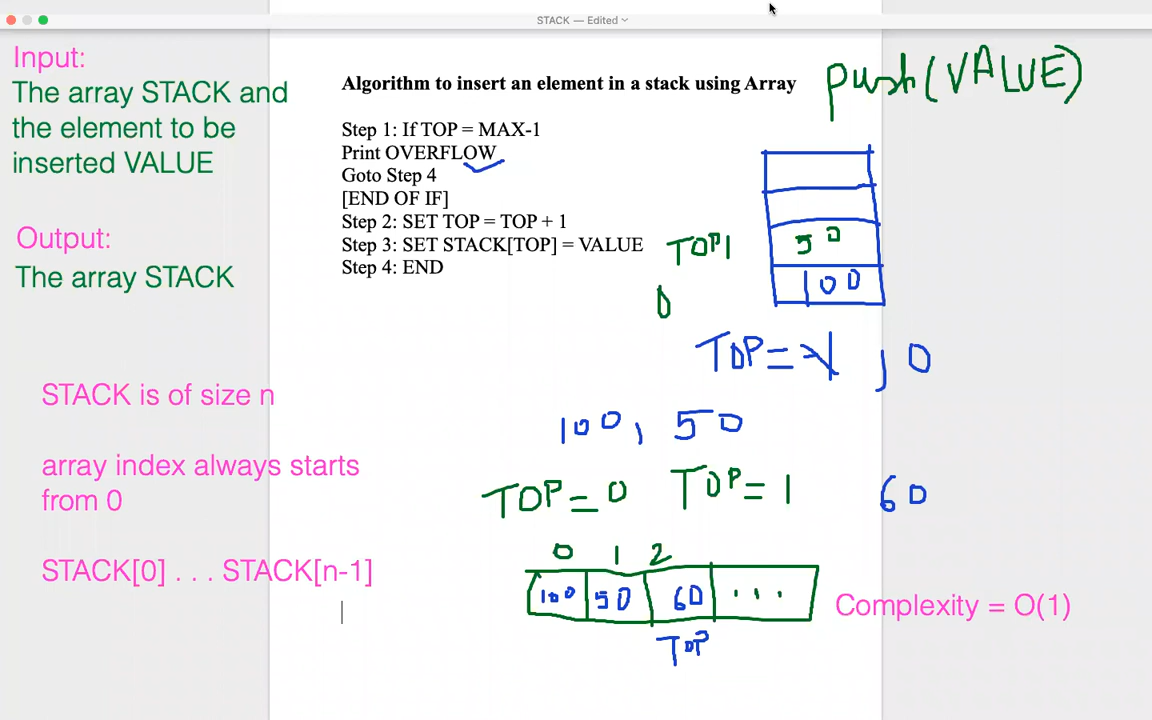 STACK — Edited
Input:
The array STACK and
the element to be
inserted VALUE
Output:
The array STACK
STACK is of size n
array index always starts
from 0
STACK[0] . . . STACK[n-1]
Algorithm to insert an element in a stack using Array
Step 1: If TOP = MAX-1
Print OVERFLOW
Goto Step 4
[END OF IF]
Step 2: SET TOP = TOP + 1
Step 3: SET STACK[TOP] = VALUE
Step 4: END
push(VALUE)
50
100
TOP 1
0
TOP = , 0
100, 50
TOP = 0 TOP = 1
60
0 1 2
100 50 60 ...
TOP
Complexity = O(1)